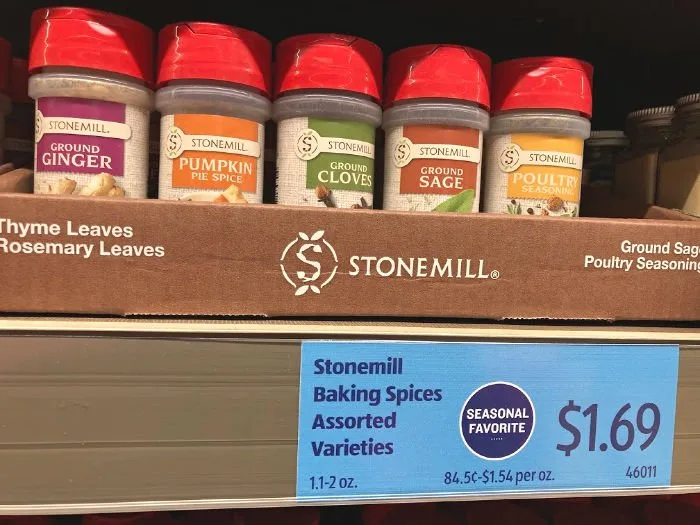 STONEMILL.
GROUND
GINGER
STONEMILL.
PUMPKIN
PIE SPICE
STONEMILL.
GROUND
CLOVES
STONEMILL.
GROUND
SAGE
STONEMILL.
POULTRY
SEASONING
Thyme Leaves
Rosemary Leaves
S STONEMILL®
Ground Sag
Poultry Seasoning
Stonemill
Baking Spices
Assorted
Varieties
1.1-2 oz.
SEASONAL
FAVORITE
84.5¢-$1.54 per oz.
$1.69
46011